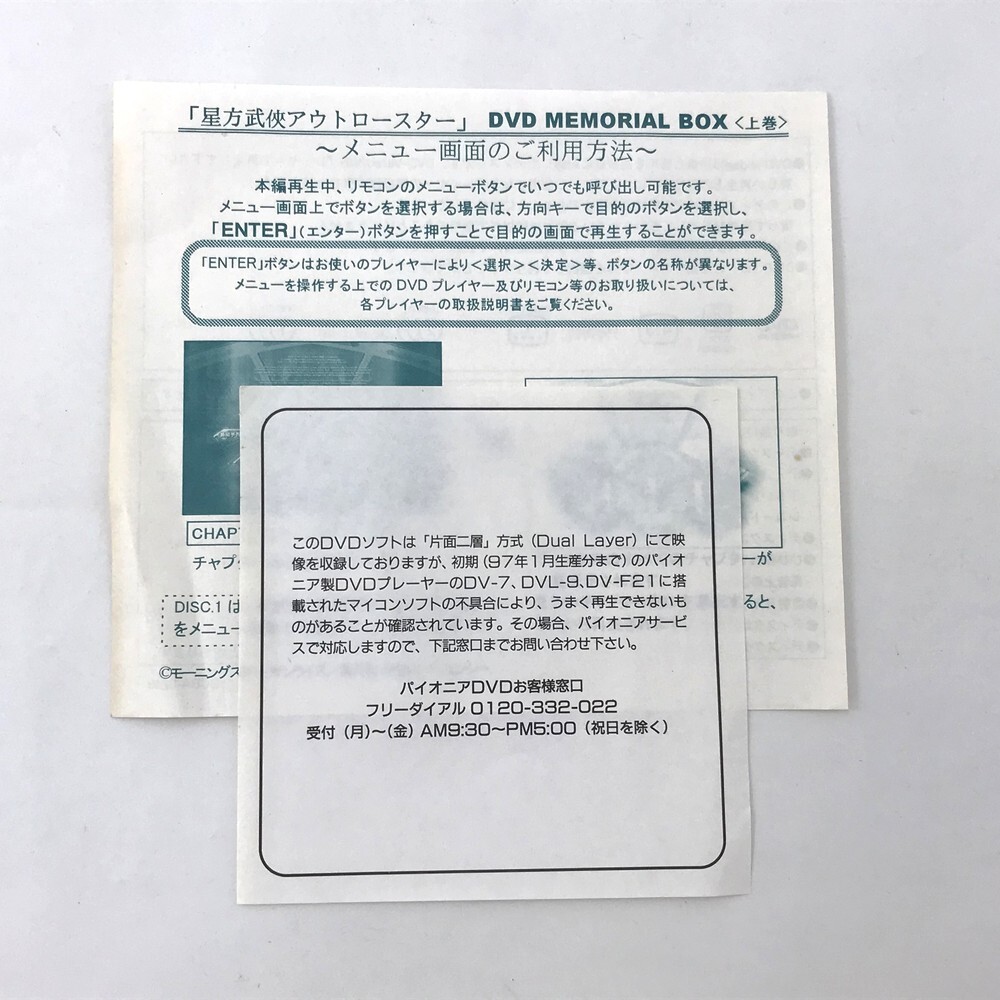 「星方武侠アウトロースター」 DVD MEMORIAL BOX <上巻>
～メニュー画面のご利用方法～
本編再生中、リモコンのメニューボタンでいつでも呼び出し可能です。
メニュー画面上でボタンを選択する場合は、方向キーで目的のボタンを選択し、
「ENTER」(エンター)ボタンを押すことで目的の画面で再生することができます。
「ENTER」ボタンはお使いのプレイヤーにより<選択><決定>等、ボタンの名称が異なります。
メニューを操作する上での DVD プレイヤー及びリモコン等のお取り扱いについては、
各プレイヤーの取扱説明書をご覧ください。
CHAPT
チャプ
ーが
DISC.1 は
ると、
をメニュー
©モーニングス
このDVDソフトは「片面二層」方式(Dual Layer)にて映
像を収録しておりますが、初期(97年1月生産分まで)のパイオ
ニア製DVDプレーヤーのDV-7、DVL-9、DV-F21に搭
載されたマイコンソフトの不具合により、うまく再生できないも
のがあることが確認されています。その場合、パイオニアサービ
スで対応しますので、下記窓口までお問い合わせ下さい。
パイオニアDVDお客様窓口
フリーダイアル 0120-332-022
受付(月)～(金) AM9:30～PM5:00(祝日を除く)